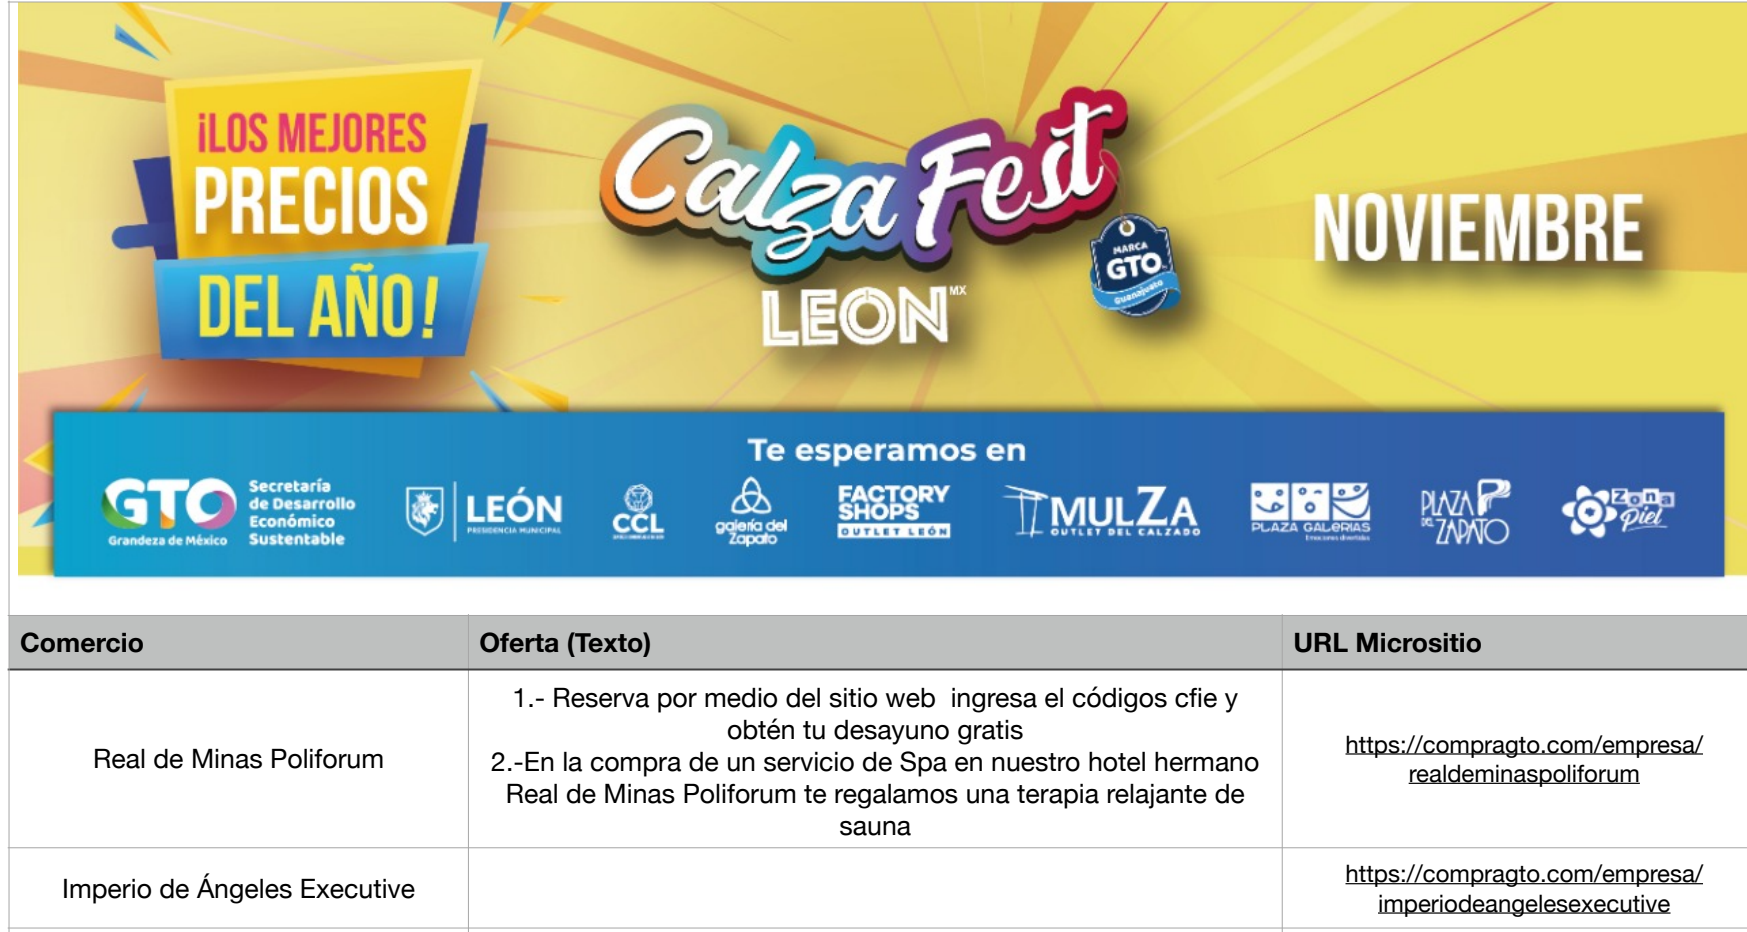 ¡LOS MEJORES
PRECIOS
DEL AÑO!
Calza Fest
LEON MX
MARCA
GTO
Guanajuato
NOVIEMBRE
Te esperamos en
GTO
Grandeza de México
Secretaría
de Desarrollo
Económico
Sustentable
LEÓN
PRESIDENCIA MUNICIPAL
CCL
galería del
Zapato
FACTORY
SHOPS
OUTLET LEÓN
MULZA
OUTLET DEL CALZADO
PLAZA GALERIAS
Emociones divertidas
PLAZA
DEL
ZAPATO
zona
Piel
Comercio Oferta (Texto) URL Micrositio
Real de Minas Poliforum
1.- Reserva por medio del sitio web  ingresa el códigos cfie y
obtén tu desayuno gratis
2.-En la compra de un servicio de Spa en nuestro hotel hermano
Real de Minas Poliforum te regalamos una terapia relajante de
sauna
https://compragto.com/empresa/
realdeminaspoliforum
Imperio de Ángeles Executive
https://compragto.com/empresa/
imperiodeangelesexecutive